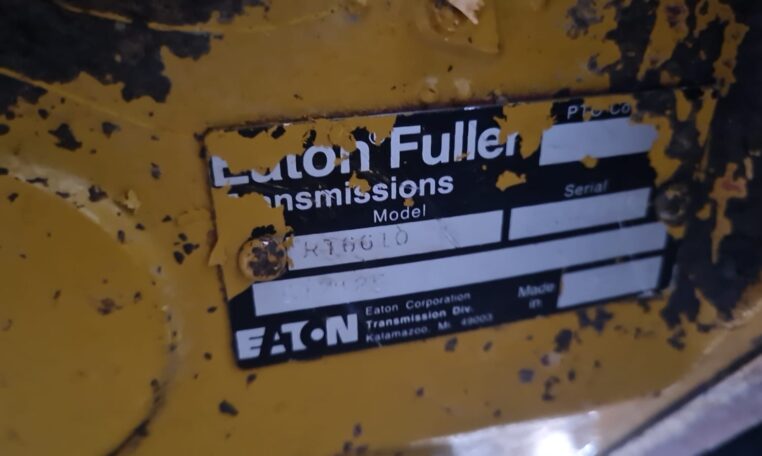 Eaton Fuller
Transmissions
PTO Co
Model
Serial
RT6610
Made
in
EATON
Eaton Corporation
Transmission Div.
Kalamazoo, Mi. 49003